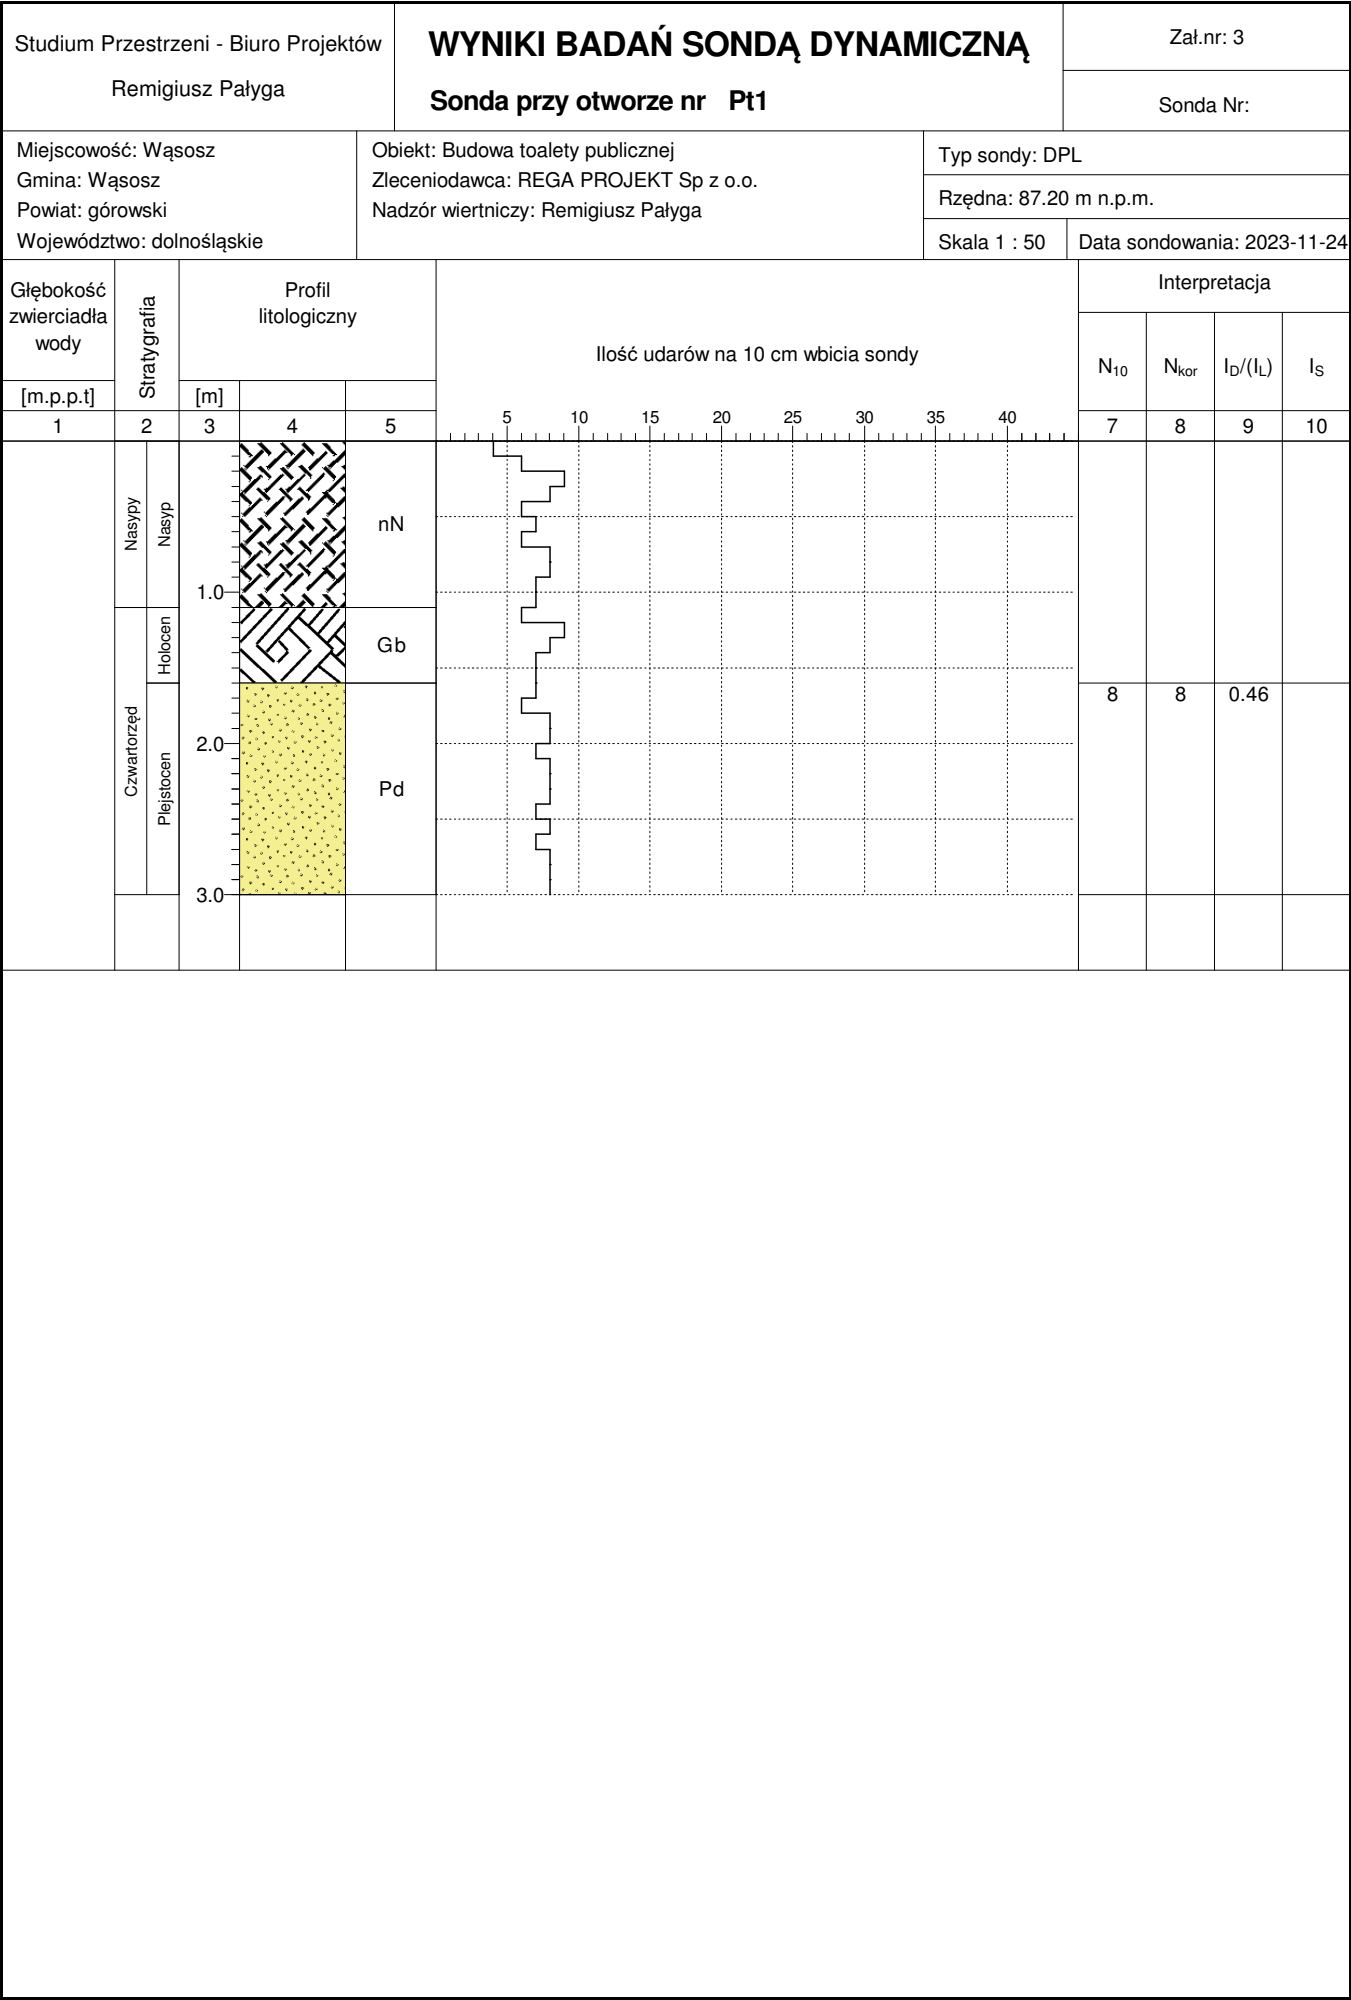 Studium Przestrzeni - Biuro Projektów
Remigiusz Pałyga
WYNIKI BADAŃ SONDĄ DYNAMICZNĄ
Sonda przy otworze nr Pt1
Zał.nr: 3
Sonda Nr:
Miejscowość: Wąsosz
Gmina: Wąsosz
Powiat: górowski
Województwo: dolnośląskie
Obiekt: Budowa toalety publicznej
Zleceniodawca: REGA PROJEKT Sp z o.o.
Nadzór wiertniczy: Remigiusz Pałyga
Typ sondy: DPL
Rzędna: 87.20 m n.p.m.
Skala 1 : 50
Data sondowania: 2023-11-24
Głębokość
zwierciadła
wody
[m.p.p.t]
Stratygrafia
Profil
litologiczny
[m]
Ilość udarów na 10 cm wbicia sondy
Interpretacja
N10 Nkor ID/(IL) IS
5 10 15 20 25 30 35 40
1 2 3 4 5 7 8 9 10
Nasypy
Nasyp
nN
1.0
Czwartorzęd
Holocen
Gb
Plejstocen
8 8 0.46
2.0
Pd
3.0